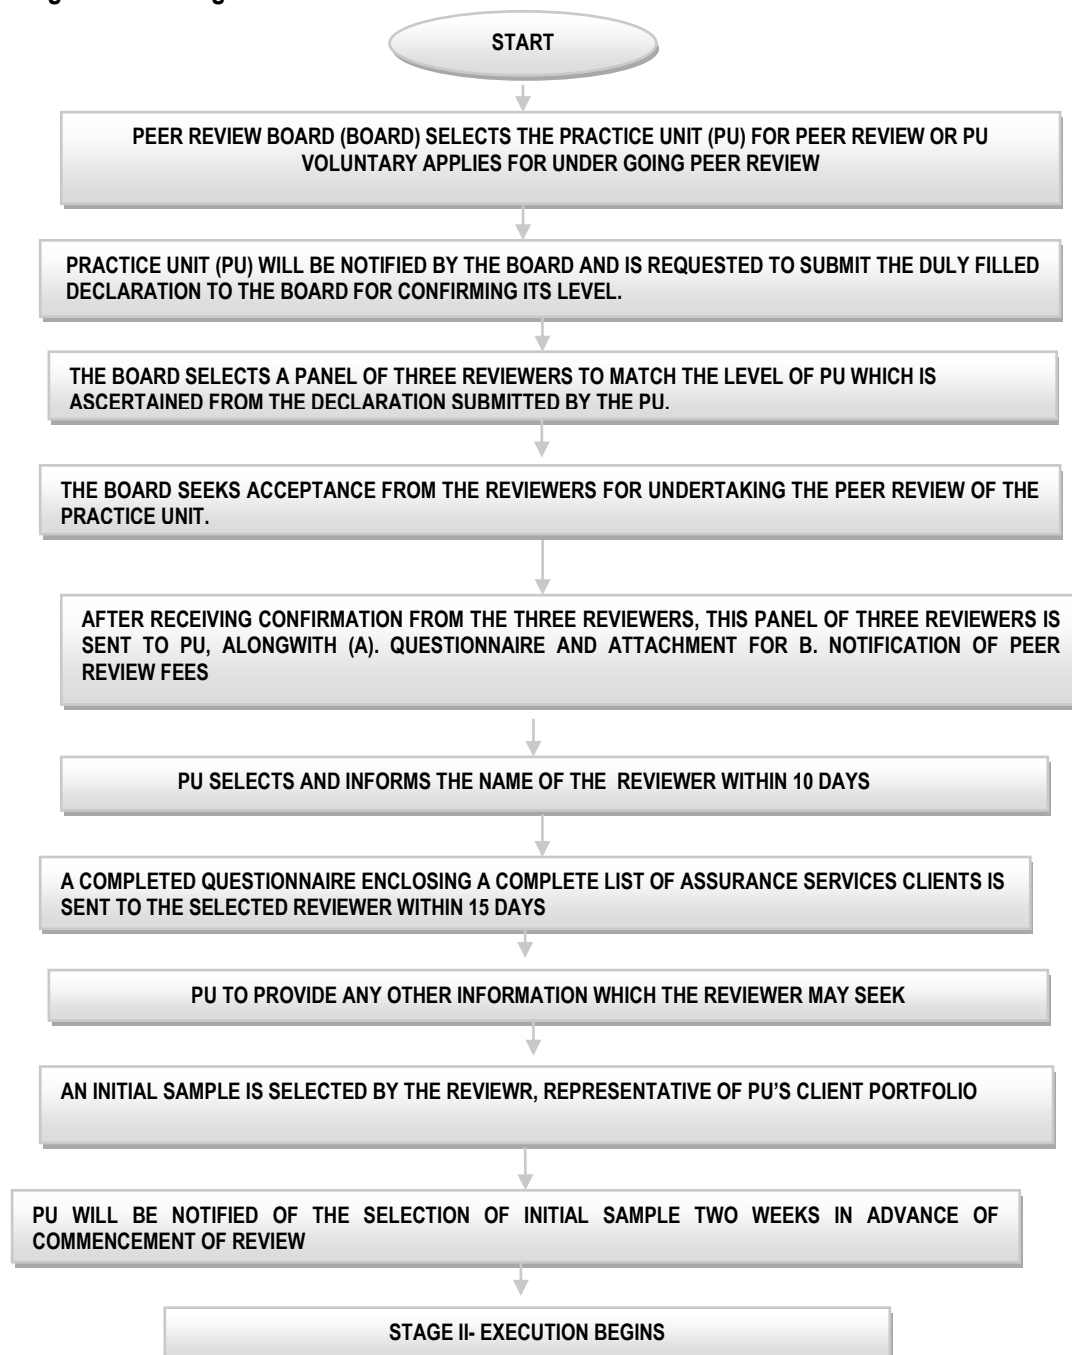 START
PEER REVIEW BOARD (BOARD) SELECTS THE PRACTICE UNIT (PU) FOR PEER REVIEW OR PU
VOLUNTARY APPLIES FOR UNDER GOING PEER REVIEW
PRACTICE UNIT (PU) WILL BE NOTIFIED BY THE BOARD AND IS REQUESTED TO SUBMIT THE DULY FILLED
DECLARATION TO THE BOARD FOR CONFIRMING ITS LEVEL.
THE BOARD SELECTS A PANEL OF THREE REVIEWERS TO MATCH THE LEVEL OF PU WHICH IS
ASCERTAINED FROM THE DECLARATION SUBMITTED BY THE PU.
THE BOARD SEEKS ACCEPTANCE FROM THE REVIEWERS FOR UNDERTAKING THE PEER REVIEW OF THE
PRACTICE UNIT.
AFTER RECEIVING CONFIRMATION FROM THE THREE REVIEWERS, THIS PANEL OF THREE REVIEWERS IS
SENT TO PU, ALONGWITH (A). QUESTIONNAIRE AND ATTACHMENT FOR B. NOTIFICATION OF PEER
REVIEW FEES
PU SELECTS AND INFORMS THE NAME OF THE REVIEWER WITHIN 10 DAYS
A COMPLETED QUESTIONNAIRE ENCLOSING A COMPLETE LIST OF ASSURANCE SERVICES CLIENTS IS
SENT TO THE SELECTED REVIEWER WITHIN 15 DAYS
PU TO PROVIDE ANY OTHER INFORMATION WHICH THE REVIEWER MAY SEEK
AN INITIAL SAMPLE IS SELECTED BY THE REVIEWR, REPRESENTATIVE OF PU'S CLIENT PORTFOLIO
PU WILL BE NOTIFIED OF THE SELECTION OF INITIAL SAMPLE TWO WEEKS IN ADVANCE OF
COMMENCEMENT OF REVIEW
STAGE II- EXECUTION BEGINS